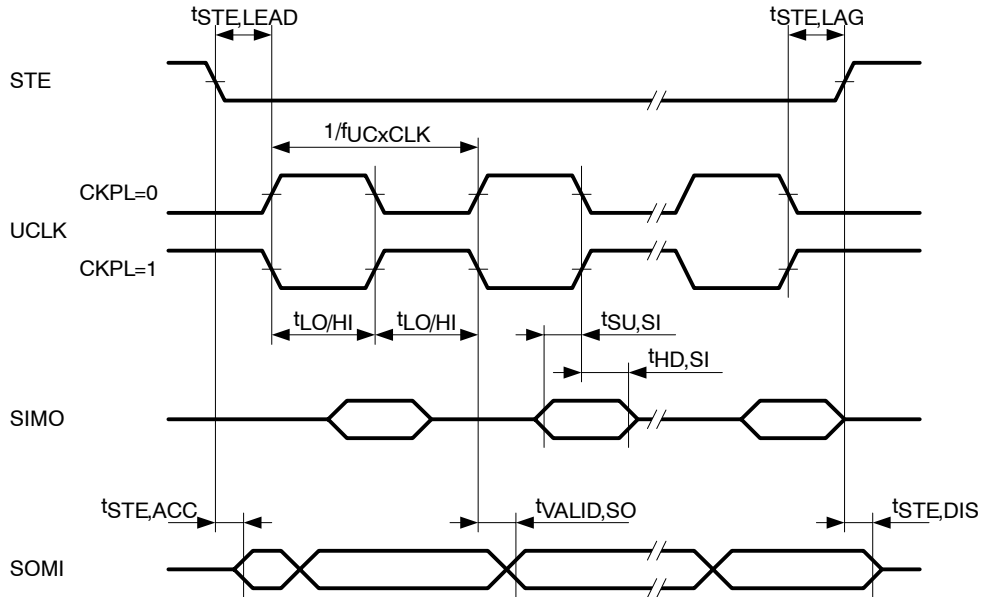 tSTE,LEAD
tSTE,LAG
STE
1/fUCxCLK
CKPL=0
UCLK
CKPL=1
tLO/HI
tLO/HI
tSU,SI
tHD,SI
SIMO
tSTE,ACC
tVALID,SO
tSTE,DIS
SOMI